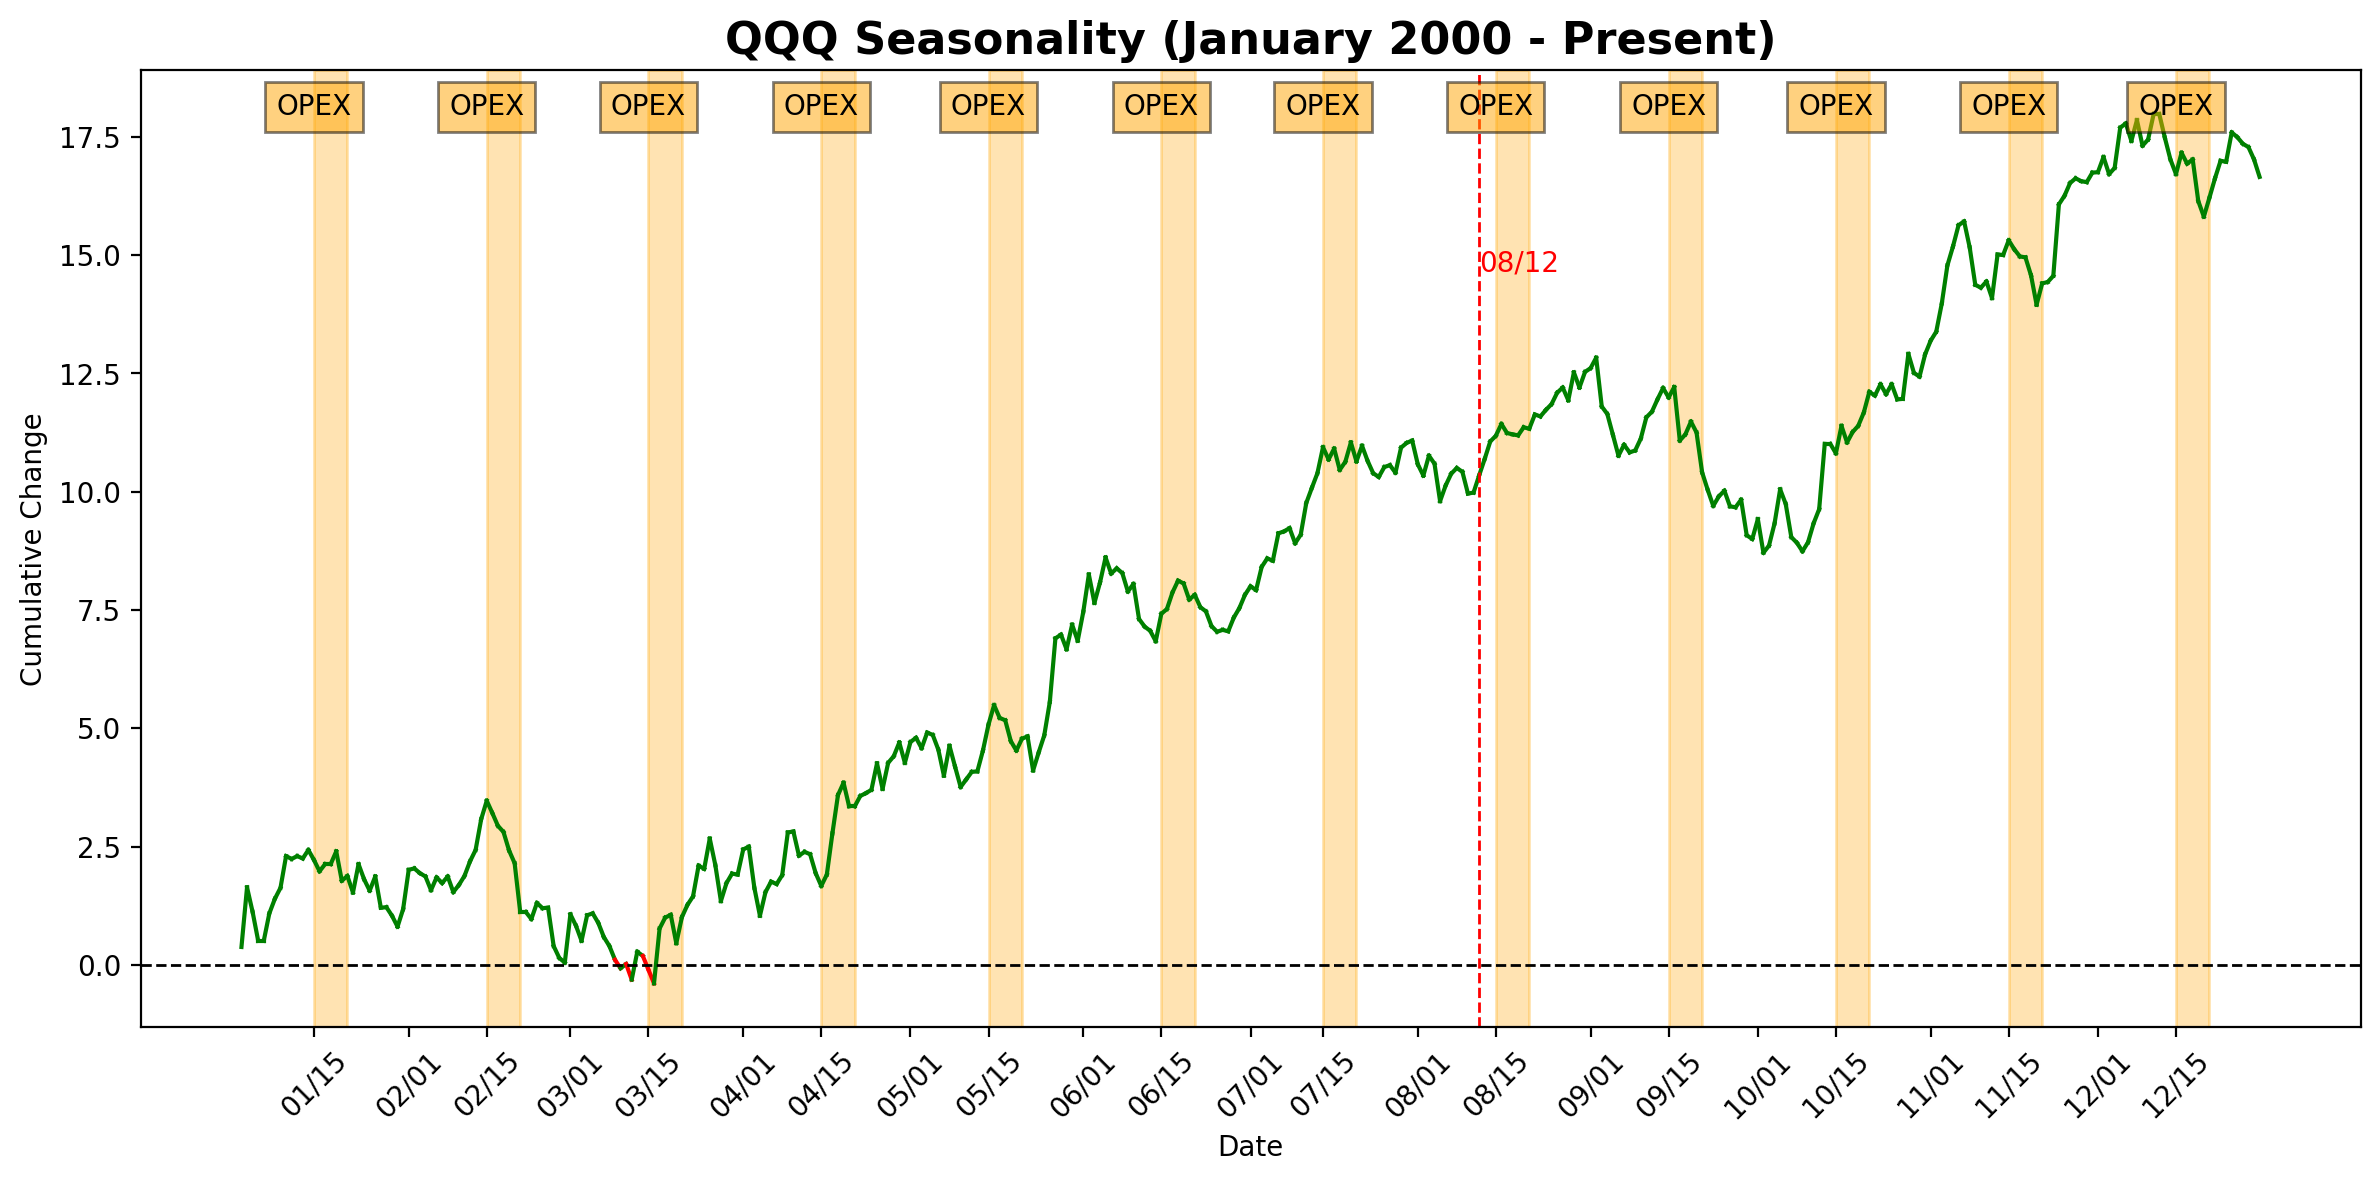 QQQ Seasonality (January 2000 - Present)
OPEX OPEX OPEX OPEX OPEX OPEX OPEX OPEX OPEX OPEX OPEX OPEX
17.5
15.0
12.5
10.0
7.5
5.0
2.5
0.0
Cumulative Change
08/12
01/15 02/01 02/15 03/01 03/15 04/01 04/15 05/01 05/15 06/01 06/15 07/01 07/15 08/01 08/15 09/01 09/15 10/01 10/15 11/01 11/15 12/01 12/15
Date